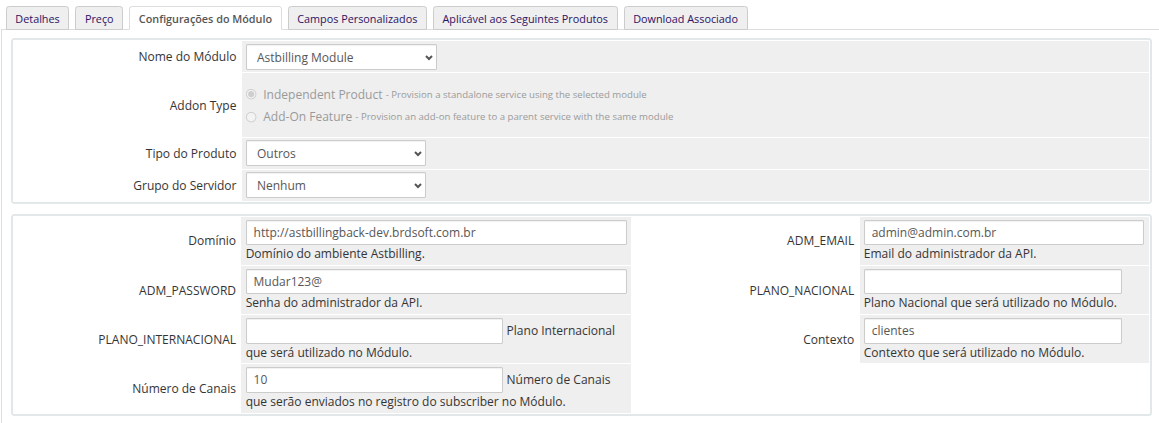 Detalhes
Preço
Configurações do Módulo
Campos Personalizados
Aplicável aos Seguintes Produtos
Download Associado
Nome do Módulo
Astbilling Module
Addon Type
Independent Product - Provision a standalone service using the selected module
Add-On Feature - Provision an add-on feature to a parent service with the same module
Tipo do Produto
Outros
Grupo do Servidor
Nenhum
Domínio
http://astbillingback-dev.brdsoft.com.br
Domínio do ambiente Astbilling.
ADM_EMAIL
admin@admin.com.br
Email do administrador da API.
ADM_PASSWORD
Mudar123@
Senha do administrador da API.
PLANO_NACIONAL
Plano Nacional que será utilizado no Módulo.
PLANO_INTERNACIONAL
Plano Internacional
que será utilizado no Módulo.
Contexto
clientes
Contexto que será utilizado no Módulo.
Número de Canais
10
Número de Canais
que serão enviados no registro do subscriber no Módulo.